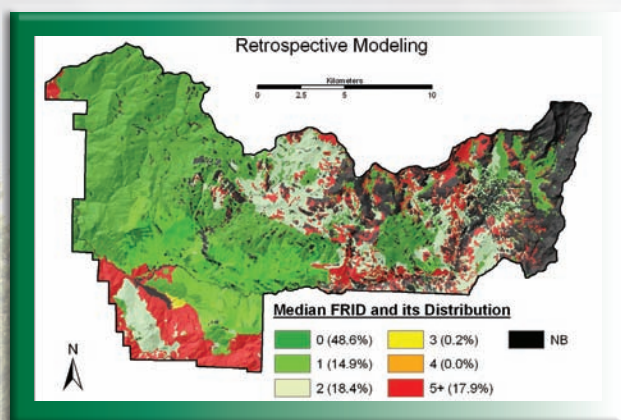 Retrospective Modeling
Kilometers
0 2.5 5 10
Median FRID and its Distribution
0 (48.6%) 3 (0.2%) NB
1 (14.9%) 4 (0.0%)
2 (18.4%) 5+ (17.9%)
N